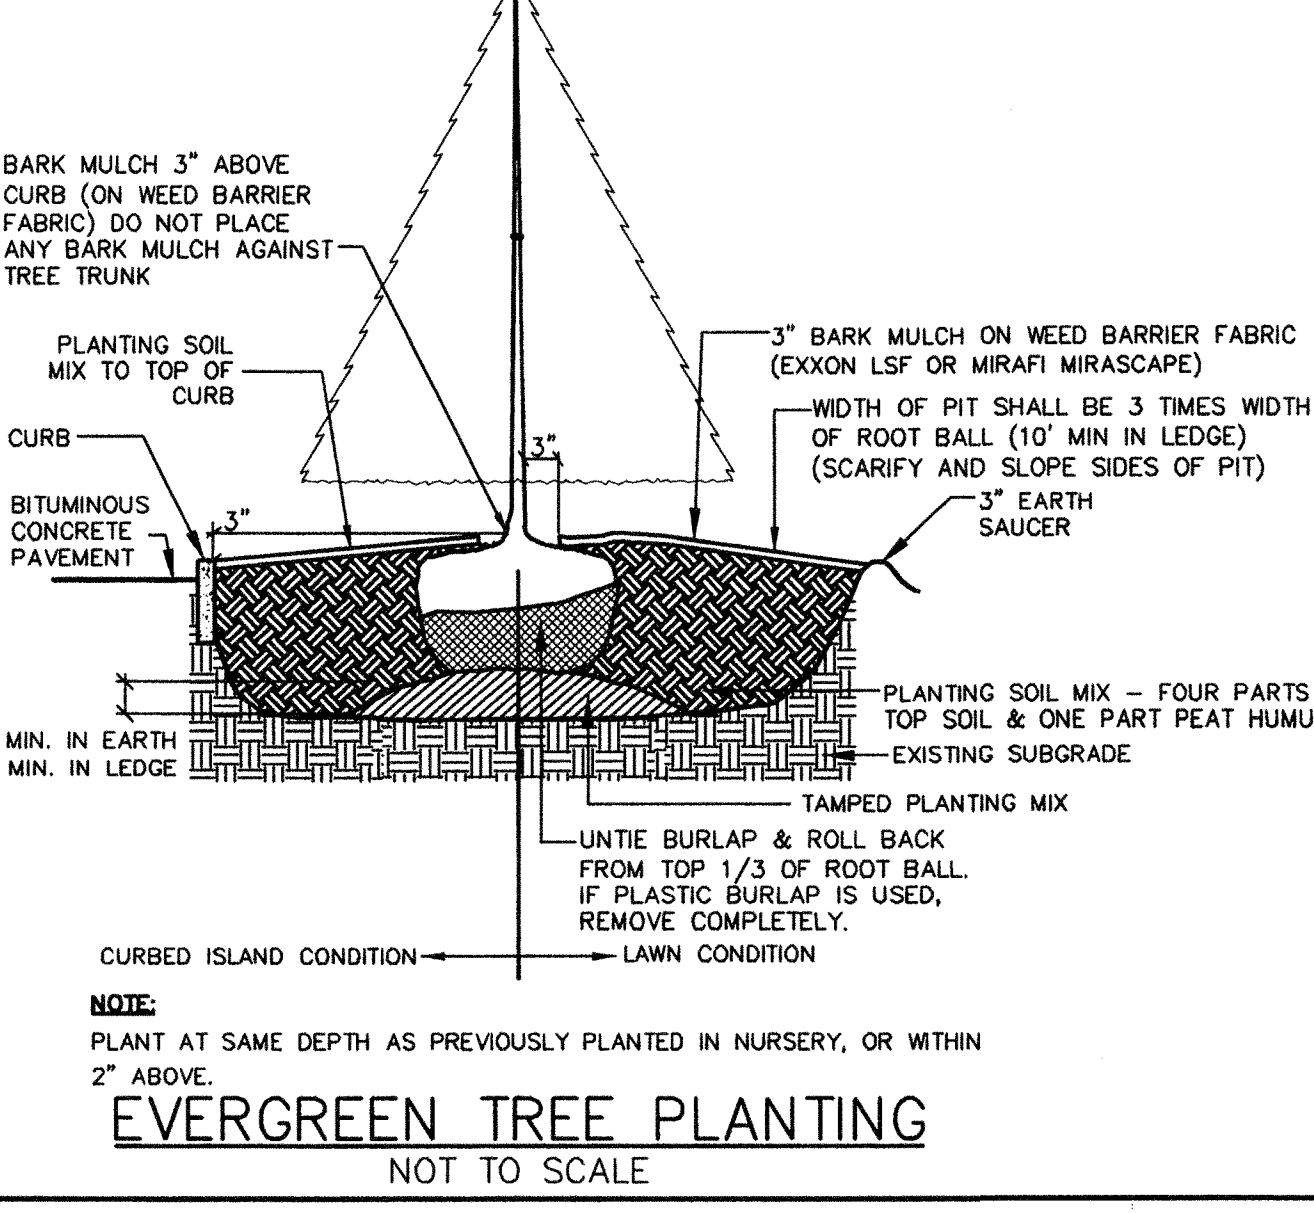 BARK MULCH 3" ABOVE
CURB (ON WEED BARRIER
FABRIC) DO NOT PLACE
ANY BARK MULCH AGAINST
TREE TRUNK
PLANTING SOIL
MIX TO TOP OF
CURB
CURB
BITUMINOUS
CONCRETE
PAVEMENT
3"
3"
3" BARK MULCH ON WEED BARRIER FABRIC
(EXXON LSF OR MIRAFI MIRASCAPE)
WIDTH OF PIT SHALL BE 3 TIMES WIDTH
OF ROOT BALL (10' MIN IN LEDGE)
(SCARIFY AND SLOPE SIDES OF PIT)
3" EARTH
SAUCER
MIN. IN EARTH
MIN. IN LEDGE
PLANTING SOIL MIX – FOUR PARTS
TOP SOIL & ONE PART PEAT HUMU
EXISTING SUBGRADE
TAMPED PLANTING MIX
UNTIE BURLAP & ROLL BACK
FROM TOP 1/3 OF ROOT BALL.
IF PLASTIC BURLAP IS USED,
REMOVE COMPLETELY.
CURBED ISLAND CONDITION
LAWN CONDITION
NOTE:
PLANT AT SAME DEPTH AS PREVIOUSLY PLANTED IN NURSERY, OR WITHIN
2" ABOVE.
EVERGREEN TREE PLANTING
NOT TO SCALE